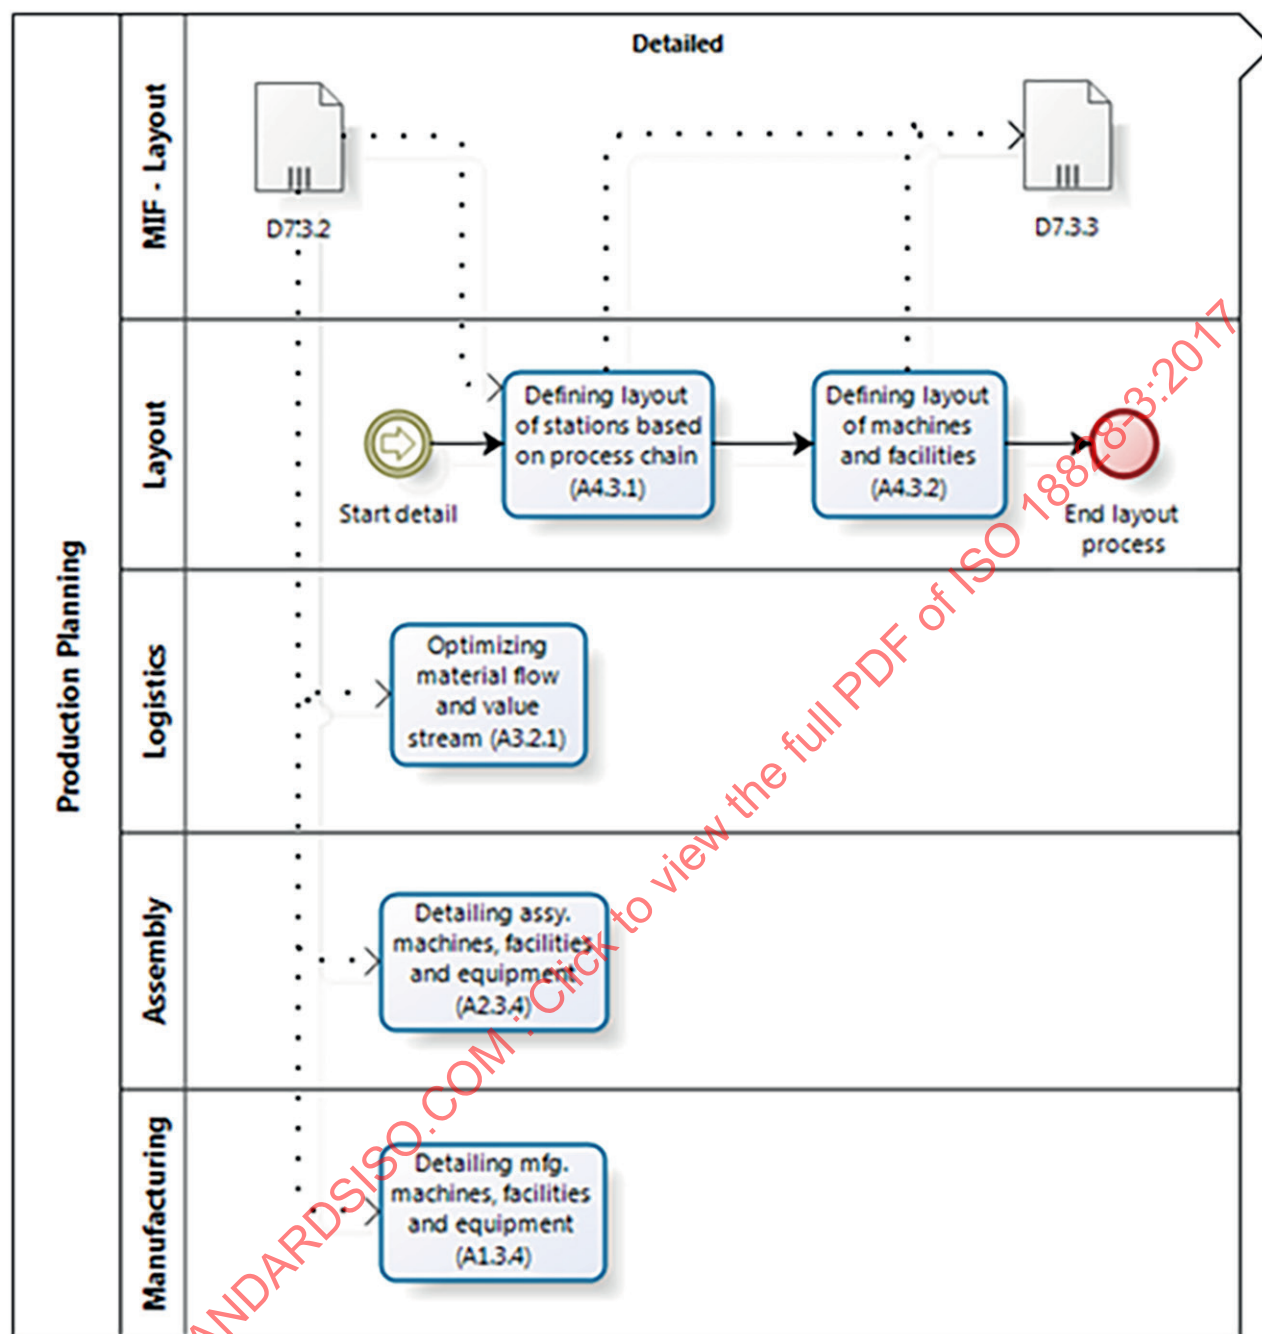 Detailed
Production Planning
MIF - Layout
D7.3.2
D7.3.3
Layout
Start detail
Defining layout
of stations based
on process chain
(A4.3.1)
Defining layout
of machines
and facilities
(A4.3.2)
End layout
process
Logistics
Optimizing
material flow
and value
stream (A3.2.1)
Assembly
Detailing assy.
machines, facilities
and equipment
(A2.3.4)
Manufacturing
Detailing mfg.
machines, facilities
and equipment
(A1.3.4)
ANDARDSISO.COM : Click to view the full PDF of ISO 18828-3:2017